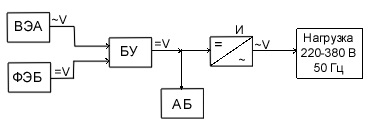 ВЭА
~V
ФЭБ
=V
БУ
=V
АБ
И
=
~
~V
Нагрузка
220-380 В
50 Гц